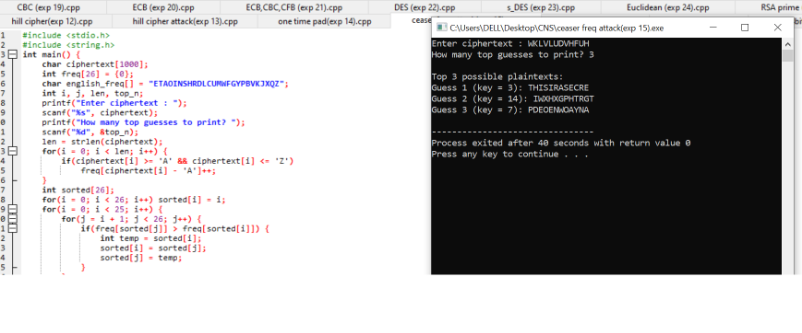 CBC (exp 19).cpp ECB (exp 20).cpp ECB,CBC,CFB (exp 21).cpp DES (exp 22).cpp s_DES (exp 23).cpp Euclidean (exp 24).cpp RSA prime
hill cipher(exp 12).cpp hill cipher attack(exp 13).cpp one time pad(exp 14).cpp
1 #include <stdio.h>
2 #include <string.h>
3 int main() {
4 char ciphertext[1000];
5 int freq[26] = {0};
6 char english_freq[] = "ETAOINSHRDLCUMWFGYPBVKJXQZ";
7 int i, j, len, top_n;
8 printf("Enter ciphertext : ");
9 scanf("%s", ciphertext);
0 printf("How many top guesses to print? ");
1 scanf("%d", &top_n);
2 len = strlen(ciphertext);
3 for(i = 0; i < len; i++) {
4 if(ciphertext[i] >= 'A' && ciphertext[i] <= 'Z')
5 freq[ciphertext[i] - 'A']++;
6 }
7 int sorted[26];
8 for(i = 0; i < 26; i++) sorted[i] = i;
9 for(i = 0; i < 25; i++) {
0 for(j = i + 1; j < 26; j++) {
1 if(freq[sorted[j]] > freq[sorted[i]]) {
2 int temp = sorted[i];
3 sorted[i] = sorted[j];
4 sorted[j] = temp;
5 }
C:\Users\DELL\Desktop\CNS\ceaser freq attack(exp 15).exe
Enter ciphertext : WKLVLUDVHFUH
How many top guesses to print? 3
Top 3 possible plaintexts:
Guess 1 (key = 3): THISIRASECRE
Guess 2 (key = 14): IWXHXGPHTRGT
Guess 3 (key = 7): PDEOENWOAYNA
--------------------------------
Process exited after 40 seconds with return value 0
Press any key to continue . . .